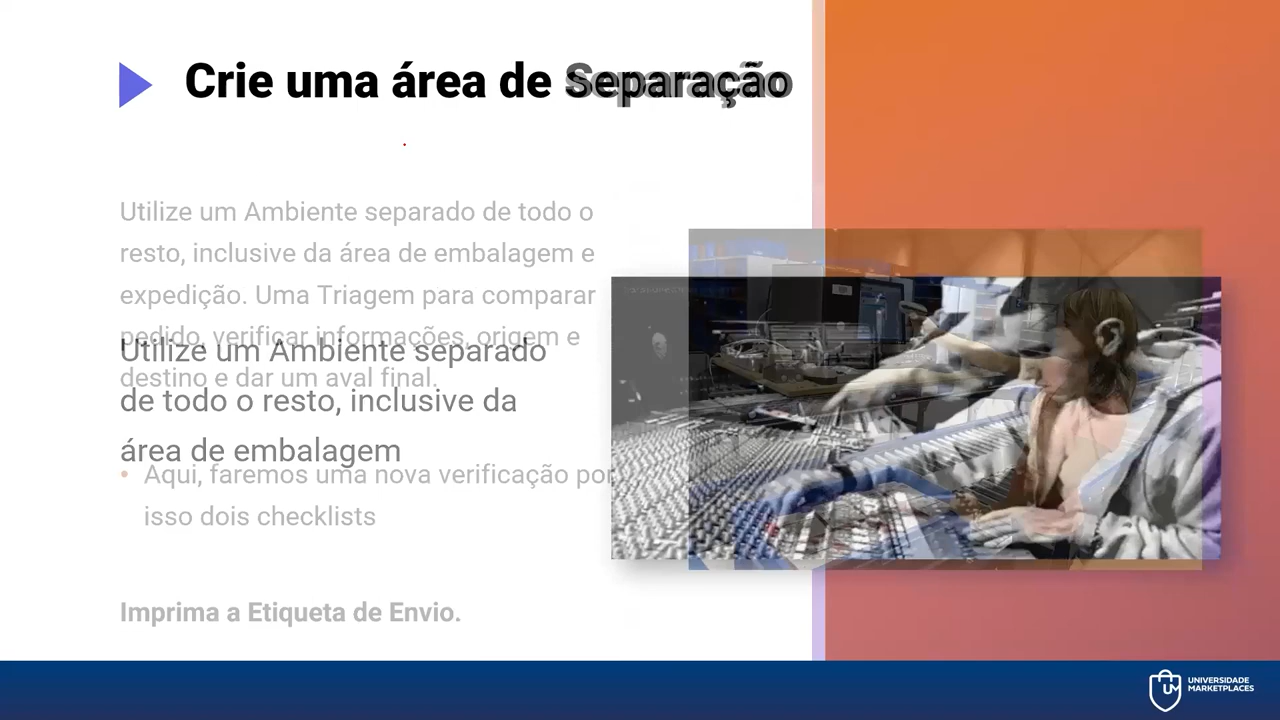 Crie uma área de Separação
Utilize um Ambiente separado de todo o
resto, inclusive da área de embalagem e
expedição. Uma Triagem para comparar
pedido, verificar informações, origem e
destino e dar um aval final.
Utilize um Ambiente separado
de todo o resto, inclusive da
área de embalagem
• Aqui, faremos uma nova verificação por
isso dois checklists
Imprima a Etiqueta de Envio.
UM UNIVERSIDADE
MARKETPLACES